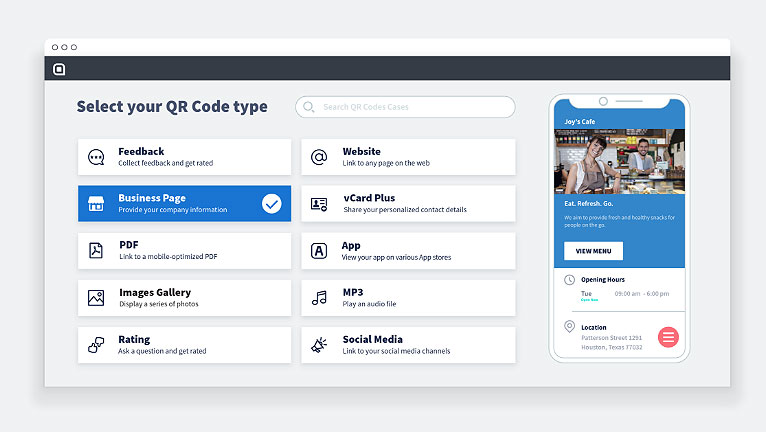 Select your QR Code type
Search QR Codes Cases
Feedback
Collect feedback and get rated
Website
Link to any page on the web
Business Page
Provide your company information
vCard Plus
Share your personalized contact details
PDF
Link to a mobile-optimized PDF
App
View your app on various App stores
Images Gallery
Display a series of photos
MP3
Play an audio file
Rating
Ask a question and get rated
Social Media
Link to your social media channels
Joy's Cafe
Eat. Refresh. Go.
We aim to provide fresh and healthy snacks for
people on the go.
VIEW MENU
Opening Hours
Tue
09:00 am - 6:00 pm
Location
Patterson Street 1291
Houston, Texas 77032